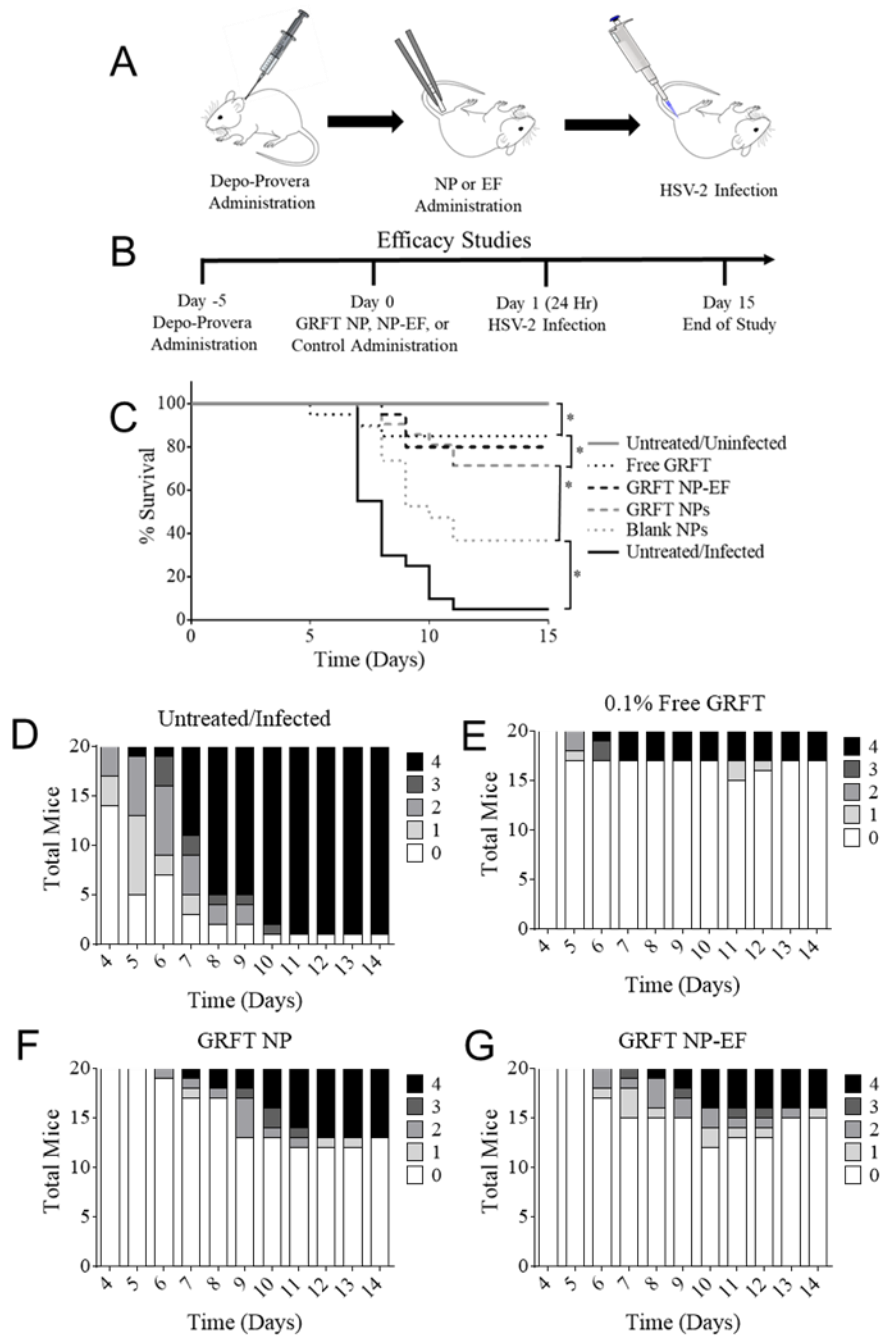 A
Depo-Provera
Administration
NP or EF
Administration
HSV-2 Infection
B
Efficacy Studies
Day -5
Depo-Provera
Administration
Day 0
GRFT NP, NP-EF, or
Control Administration
Day 1 (24 Hr)
HSV-2 Infection
Day 15
End of Study
C
% Survival
100
80
60
40
20
0
0 5 10 15
Time (Days)
* * * *
Untreated/Uninfected
Free GRFT
GRFT NP-EF
GRFT NPs
Blank NPs
Untreated/Infected
D
Untreated/Infected
Total Mice
20
15
10
5
0
4 5 6 7 8 9 10 11 12 13 14
Time (Days)
4
3
2
1
0
E
0.1% Free GRFT
Total Mice
20
15
10
5
0
4 5 6 7 8 9 10 11 12 13 14
Time (Days)
4
3
2
1
0
F
GRFT NP
Total Mice
20
15
10
5
0
4 5 6 7 8 9 10 11 12 13 14
Time (Days)
4
3
2
1
0
G
GRFT NP-EF
Total Mice
20
15
10
5
0
4 5 6 7 8 9 10 11 12 13 14
Time (Days)
4
3
2
1
0